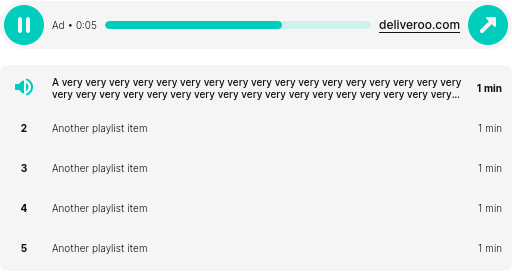 Ad • 0:05
deliveroo.com
A very very very very very very very very very very very very very very very very very
very very very very very very very very very very very very very very very very very...
1 min
2 Another playlist item 1 min
3 Another playlist item 1 min
4 Another playlist item 1 min
5 Another playlist item 1 min